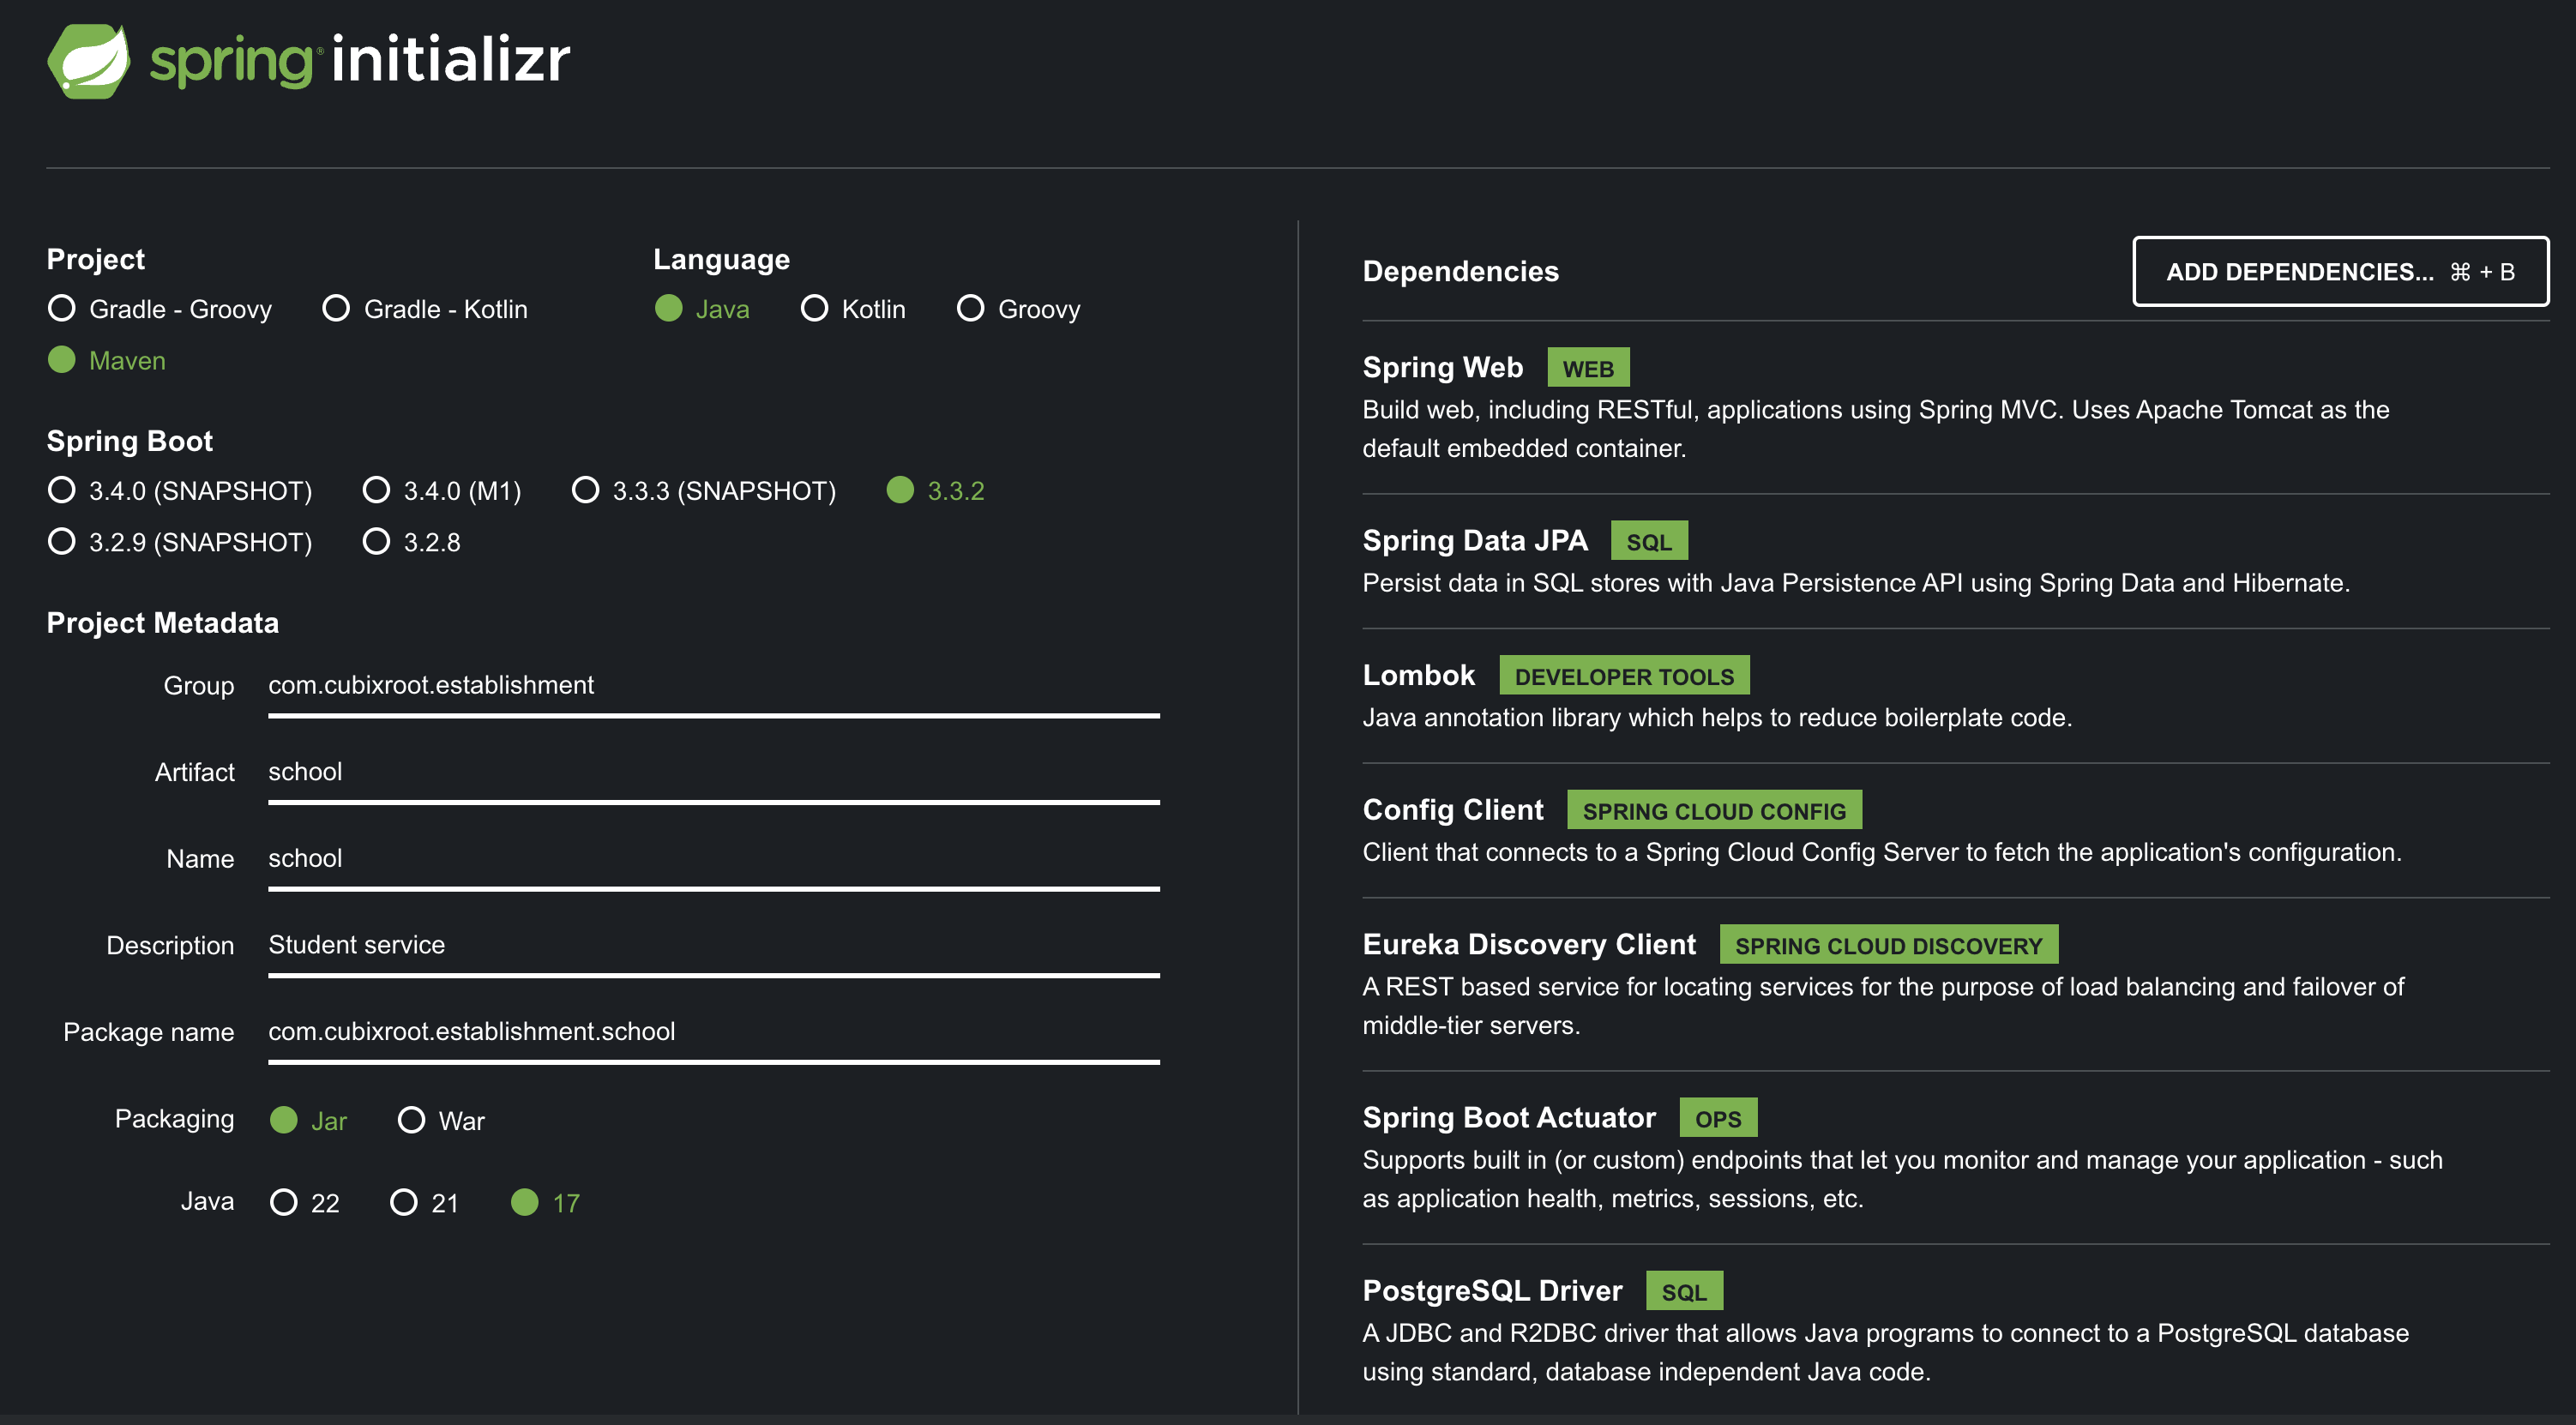 spring initializr
Project
Gradle - Groovy Gradle - Kotlin
Maven
Language
Java Kotlin Groovy
Spring Boot
3.4.0 (SNAPSHOT) 3.4.0 (M1) 3.3.3 (SNAPSHOT) 3.3.2
3.2.9 (SNAPSHOT) 3.2.8
Project Metadata
Group com.cubixroot.establishment
Artifact school
Name school
Description Student service
Package name com.cubixroot.establishment.school
Packaging Jar War
Java 22 21 17
Dependencies ADD DEPENDENCIES... ⌘ + B
Spring Web WEB
Build web, including RESTful, applications using Spring MVC. Uses Apache Tomcat as the
default embedded container.
Spring Data JPA SQL
Persist data in SQL stores with Java Persistence API using Spring Data and Hibernate.
Lombok DEVELOPER TOOLS
Java annotation library which helps to reduce boilerplate code.
Config Client SPRING CLOUD CONFIG
Client that connects to a Spring Cloud Config Server to fetch the application's configuration.
Eureka Discovery Client SPRING CLOUD DISCOVERY
A REST based service for locating services for the purpose of load balancing and failover of
middle-tier servers.
Spring Boot Actuator OPS
Supports built in (or custom) endpoints that let you monitor and manage your application - such
as application health, metrics, sessions, etc.
PostgreSQL Driver SQL
A JDBC and R2DBC driver that allows Java programs to connect to a PostgreSQL database
using standard, database independent Java code.